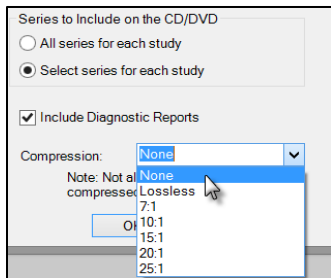 Series to Include on the CD/DVD
All series for each study
Select series for each study
Include Diagnostic Reports
Compression: None
None
Note: Not al
Lossless
compressed
7:1
10:1
15:1
20:1
25:1